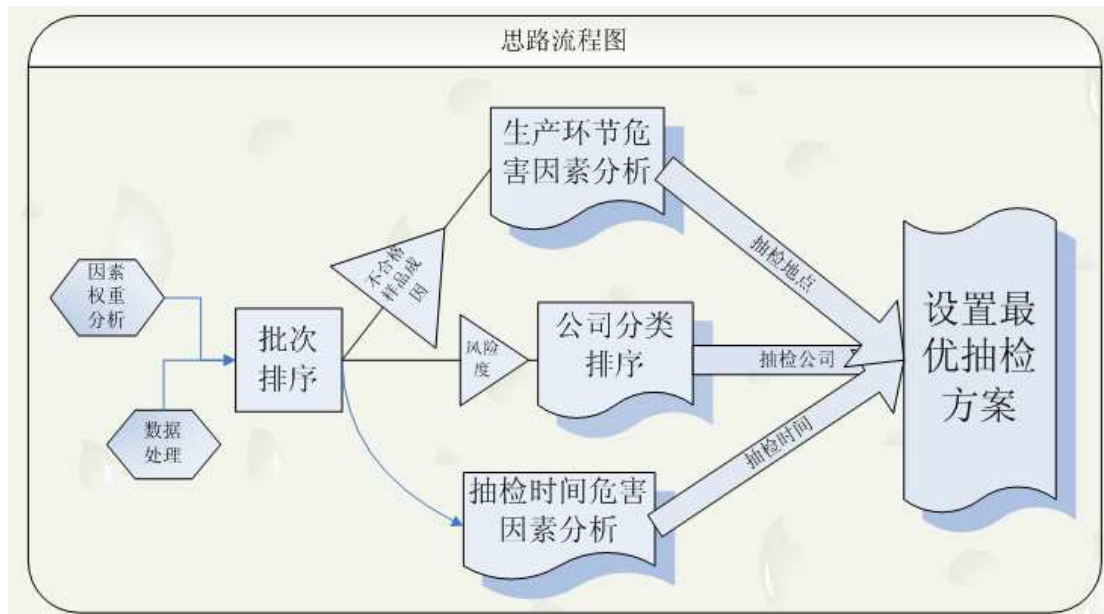 思路流程图
生产环节危
害因素分析
因素
权重
分析
不合格
样品成
因
抽检地点
批次
排序
风险
度
公司分类
排序
抽检公司
设置最
优抽检
方案
数据
处理
抽检时间
抽检时间危害
因素分析